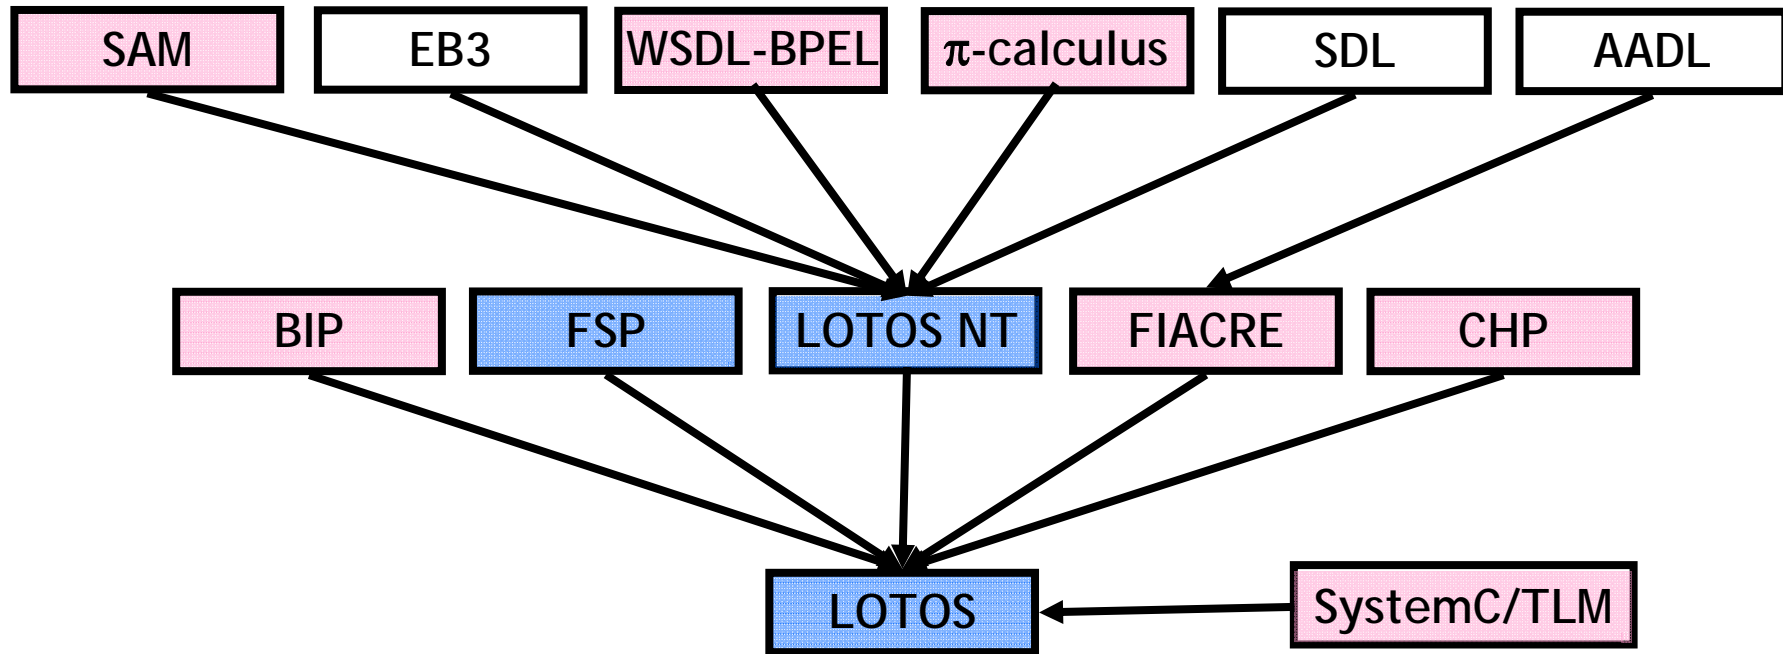 SAM
EB3
WSDL-BPEL
π-calculus
SDL
AADL
BIP
FSP
LOTOS NT
FIACRE
CHP
LOTOS
SystemC/TLM